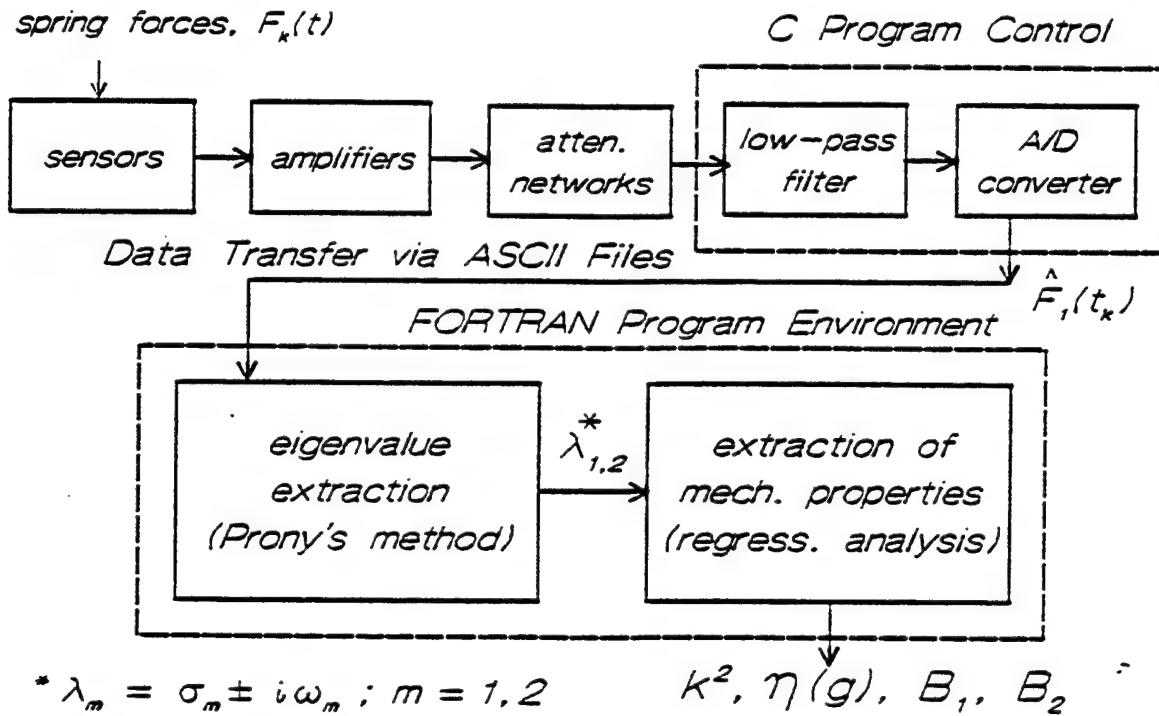 spring forces, F_k(t)
C Program Control
sensors
amplifiers
atten.
networks
low-pass
filter
A/D
converter
Data Transfer via ASCII Files
F̂_1(t_k)
FORTRAN Program Environment
eigenvalue
extraction
(Prony's method)
λ*_{1,2}
extraction of
mech. properties
(regress. analysis)
* λ_m = σ_m ± iω_m ; m = 1,2
K², η(g), B_1, B_2